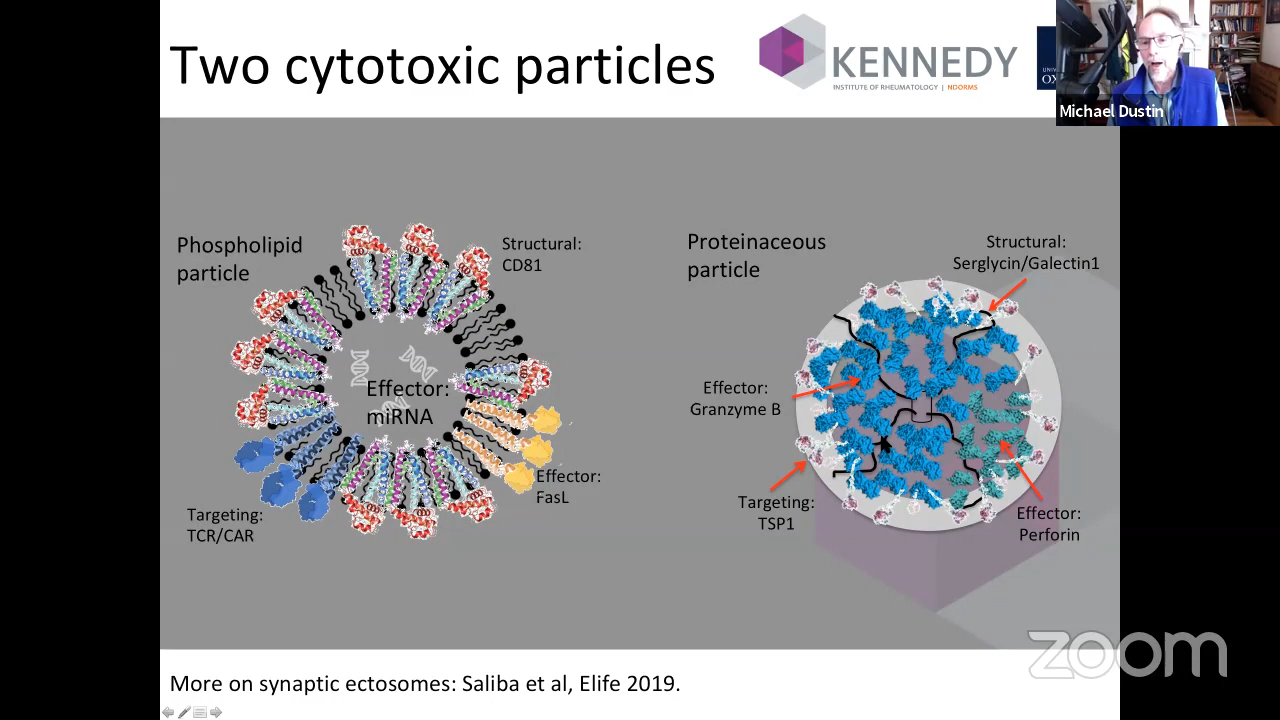 Two cytotoxic particles
KENNEDY
INSTITUTE OF RHEUMATOLOGY | NDORMS
Michael Dustin
Phospholipid
particle
Structural:
CD81
Effector:
miRNA
Effector:
FasL
Targeting:
TCR/CAR
Proteinaceous
particle
Structural:
Serglycin/Galectin1
Effector:
Granzyme B
Targeting:
TSP1
Effector:
Perforin
zoom
More on synaptic ectosomes: Saliba et al, Elife 2019.